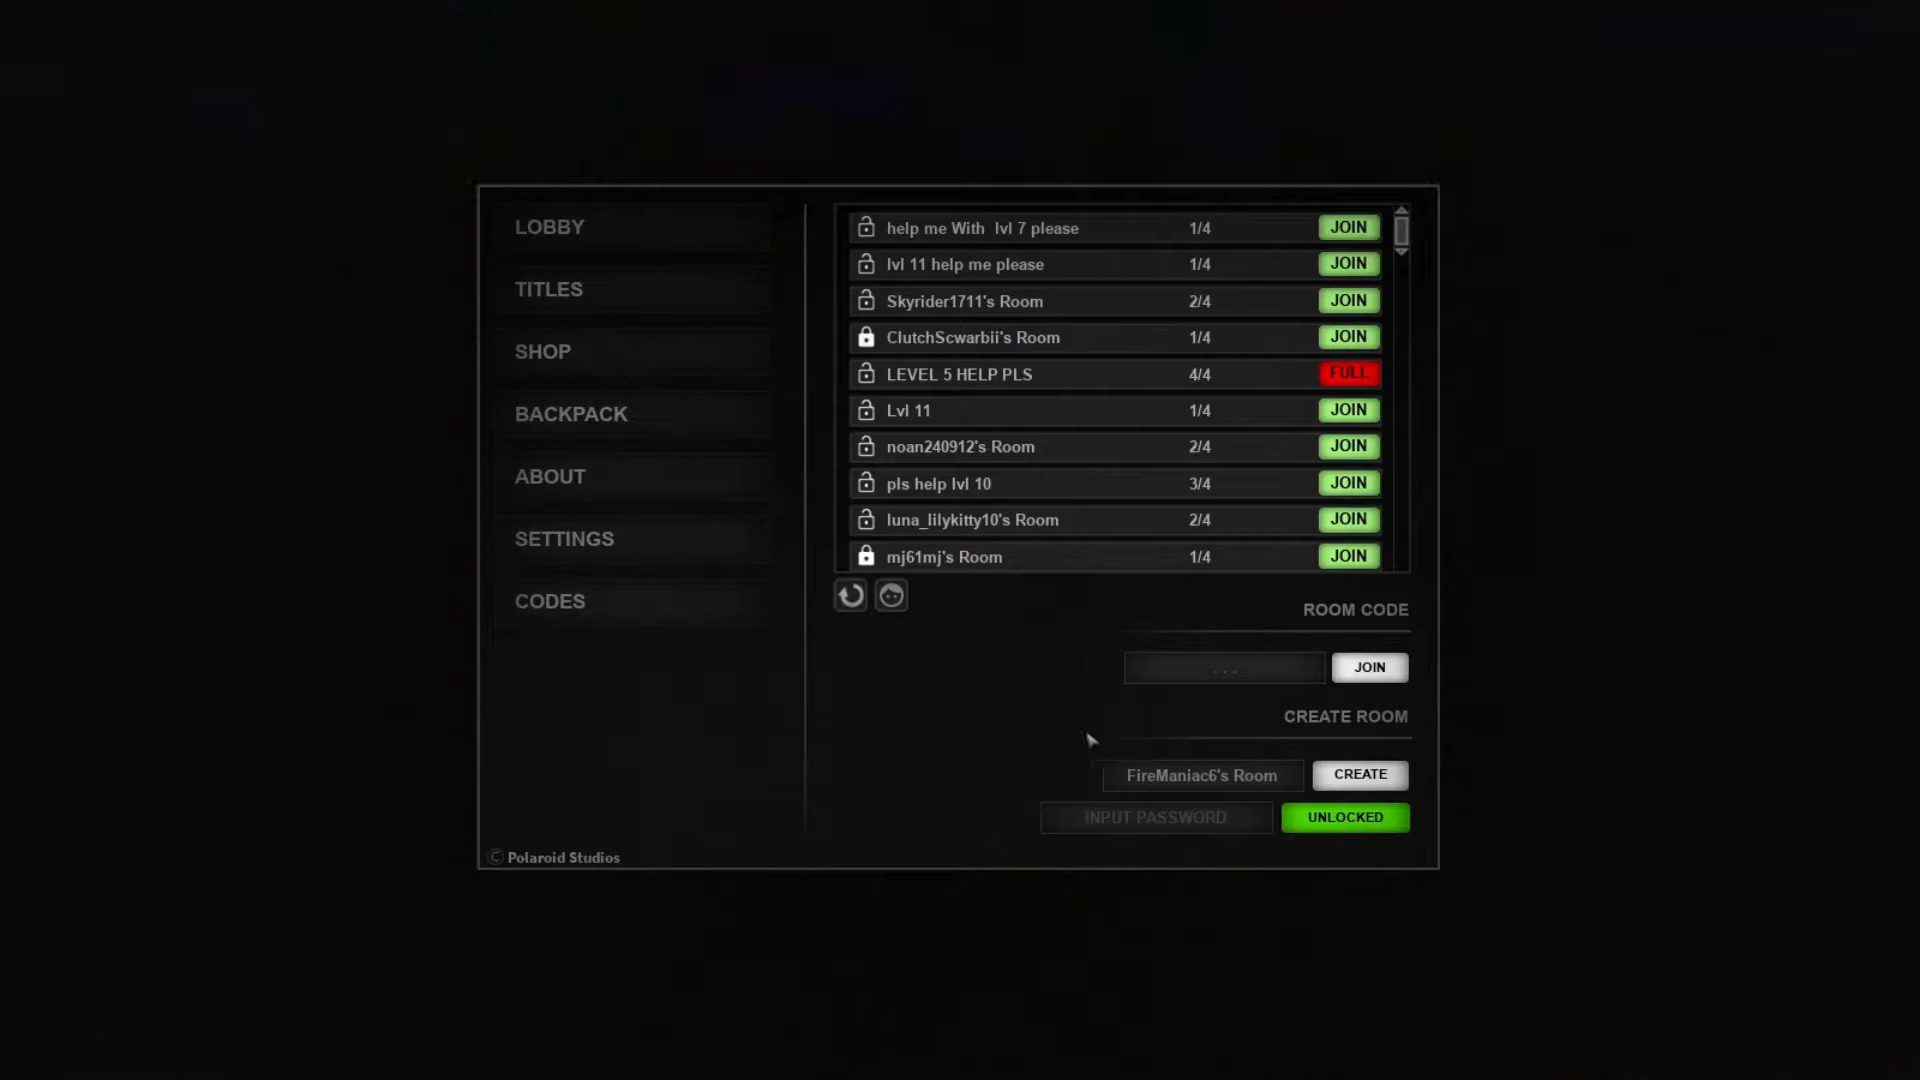 LOBBY
TITLES
SHOP
BACKPACK
ABOUT
SETTINGS
CODES
help me With  lvl 7 please 1/4 JOIN
lvl 11 help me please 1/4 JOIN
Skyrider1711's Room 2/4 JOIN
ClutchScwarbii's Room 1/4 JOIN
LEVEL 5 HELP PLS 4/4 FULL
Lvl 11 1/4 JOIN
noan240912's Room 2/4 JOIN
pls help lvl 10 3/4 JOIN
luna_lilykitty10's Room 2/4 JOIN
mj61mj's Room 1/4 JOIN
ROOM CODE
... JOIN
CREATE ROOM
FireManiac6's Room CREATE
INPUT PASSWORD UNLOCKED
© Polaroid Studios